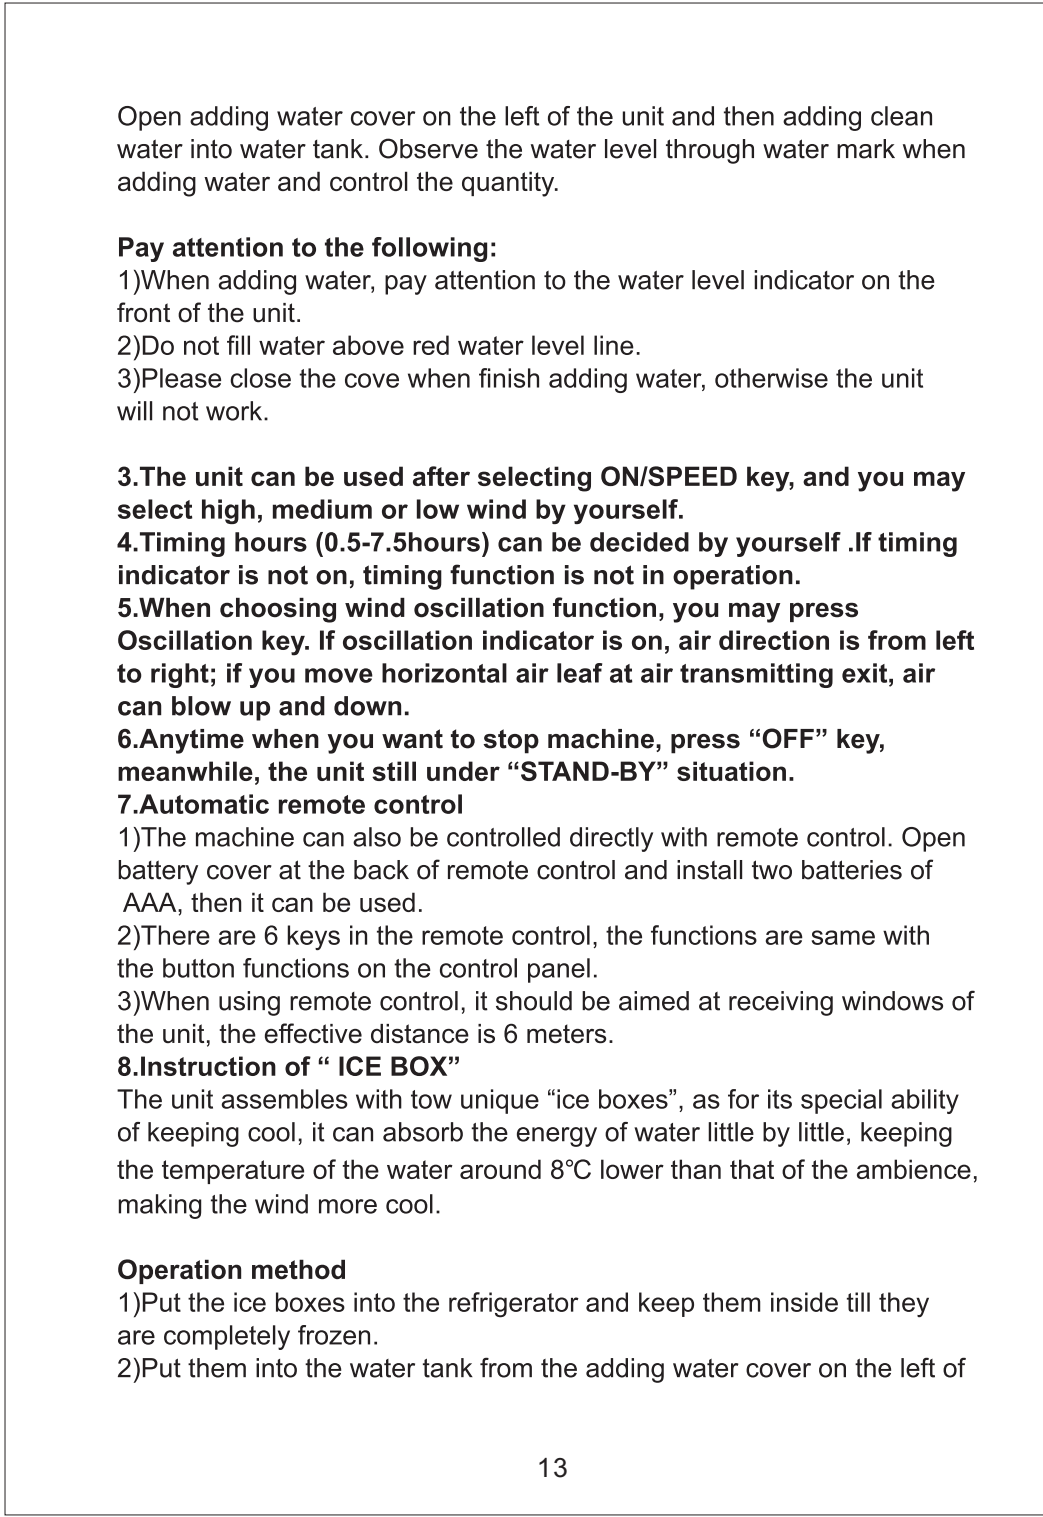 Open adding water cover on the left of the unit and then adding clean
water into water tank. Observe the water level through water mark when
adding water and control the quantity.
Pay attention to the following:
1)When adding water, pay attention to the water level indicator on the
front of the unit.
2)Do not fill water above red water level line.
3)Please close the cove when finish adding water, otherwise the unit
will not work.
3.The unit can be used after selecting ON/SPEED key, and you may
select high, medium or low wind by yourself.
4.Timing hours (0.5-7.5hours) can be decided by yourself .If timing
indicator is not on, timing function is not in operation.
5.When choosing wind oscillation function, you may press
Oscillation key. If oscillation indicator is on, air direction is from left
to right; if you move horizontal air leaf at air transmitting exit, air
can blow up and down.
6.Anytime when you want to stop machine, press “OFF” key,
meanwhile, the unit still under “STAND-BY” situation.
7.Automatic remote control
1)The machine can also be controlled directly with remote control. Open
battery cover at the back of remote control and install two batteries of
AAA, then it can be used.
2)There are 6 keys in the remote control, the functions are same with
the button functions on the control panel.
3)When using remote control, it should be aimed at receiving windows of
the unit, the effective distance is 6 meters.
8.Instruction of “ ICE BOX”
The unit assembles with tow unique “ice boxes”, as for its special ability
of keeping cool, it can absorb the energy of water little by little, keeping
the temperature of the water around 8℃ lower than that of the ambience,
making the wind more cool.
Operation method
1)Put the ice boxes into the refrigerator and keep them inside till they
are completely frozen.
2)Put them into the water tank from the adding water cover on the left of
13